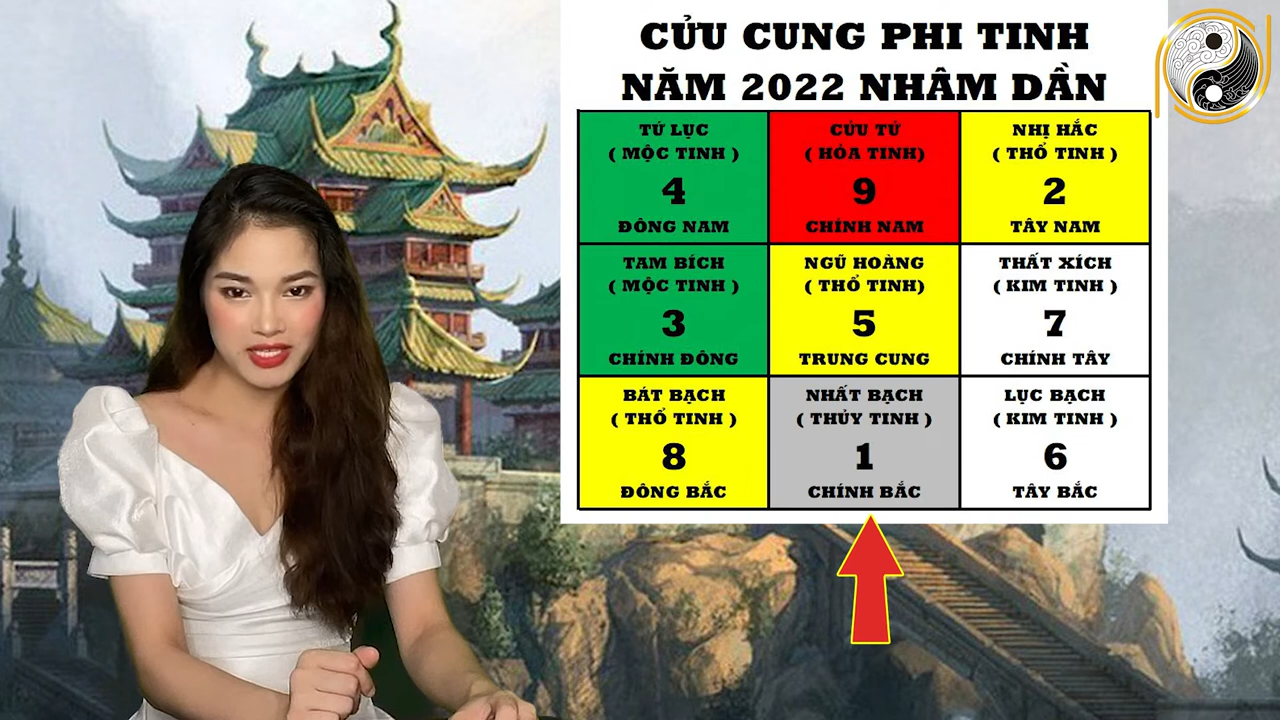 CỬU CUNG PHI TINH
NĂM 2022 NHÂM DẦN
TỨ LỤC
( MỘC TINH )
4
ĐÔNG NAM
CỬU TỬ
( HỎA TINH)
9
CHÍNH NAM
NHỊ HẮC
( THỔ TINH )
2
TÂY NAM
TAM BÍCH
( MỘC TINH )
3
CHÍNH ĐÔNG
NGŨ HOÀNG
( THỔ TINH)
5
TRUNG CUNG
THẤT XÍCH
( KIM TINH )
7
CHÍNH TÂY
BÁT BẠCH
( THỔ TINH )
8
ĐÔNG BẮC
NHẤT BẠCH
( THỦY TINH )
1
CHÍNH BẮC
LỤC BẠCH
( KIM TINH )
6
TÂY BẮC